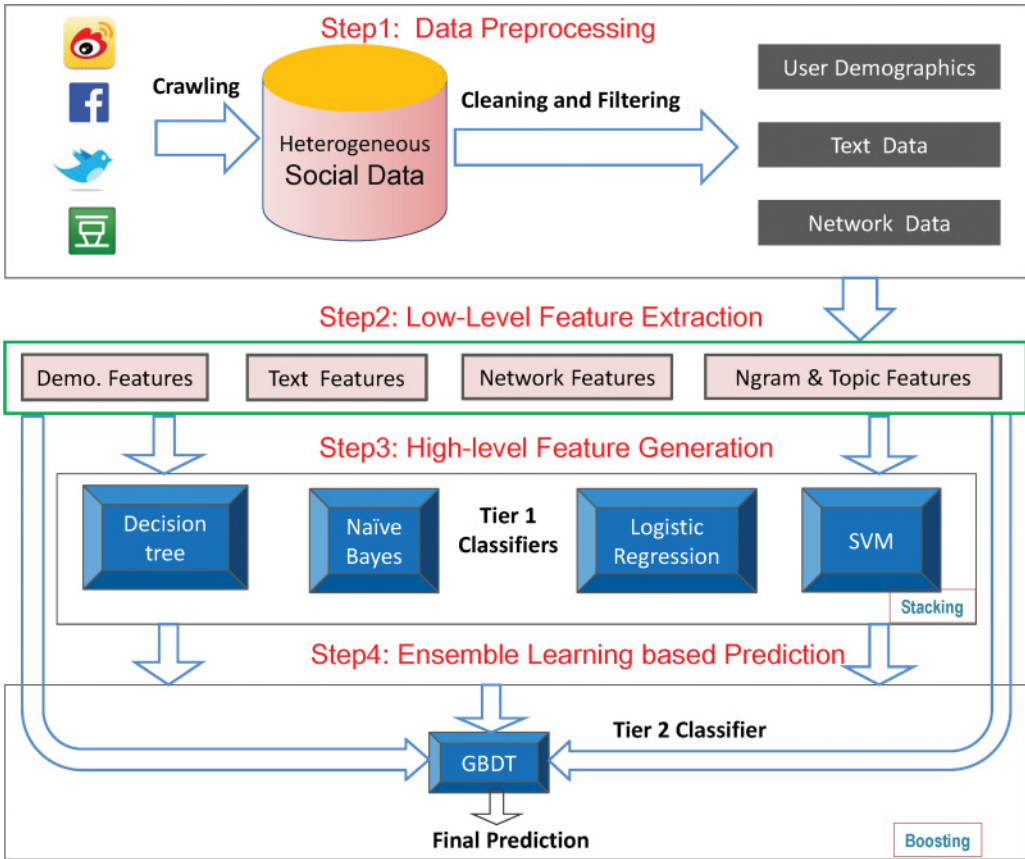 Step1: Data Preprocessing
Crawling
Heterogeneous
Social Data
Cleaning and Filtering
User Demographics
Text Data
Network Data
f
豆
Step2: Low-Level Feature Extraction
Demo. Features
Text Features
Network Features
Ngram & Topic Features
Step3: High-level Feature Generation
Decision
tree
Naïve
Bayes
Tier 1
Classifiers
Logistic
Regression
SVM
Stacking
Step4: Ensemble Learning based Prediction
Tier 2 Classifier
GBDT
Final Prediction
Boosting